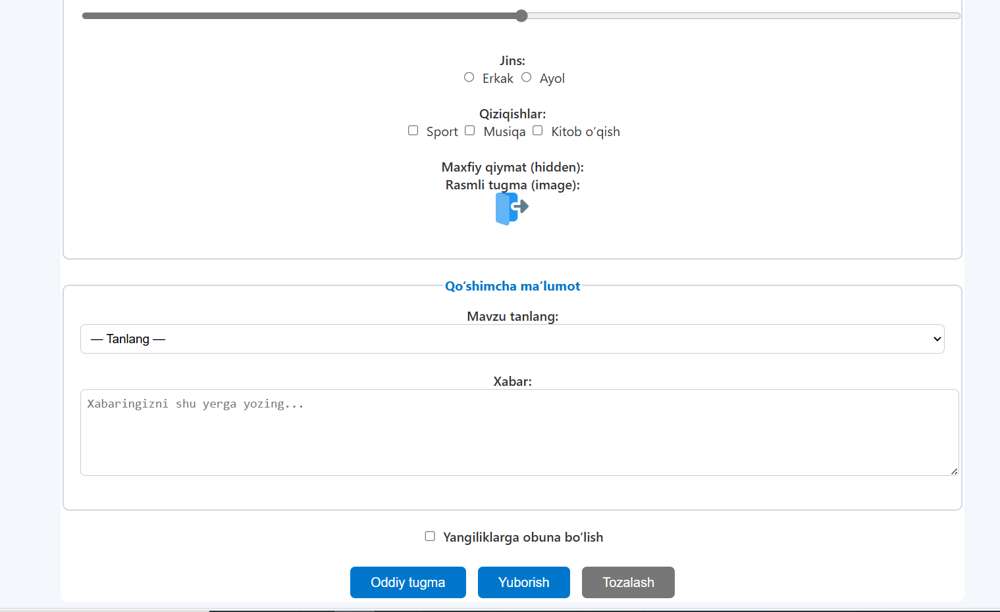 Jins:
Erkak Ayol
Qiziqishlar:
Sport Musiqa Kitob o‘qish
Maxfiy qiymat (hidden):
Rasmli tugma (image):
Qo‘shimcha ma’lumot
Mavzu tanlang:
— Tanlang —
Xabar:
Xabaringizni shu yerga yozing...
Yangiliklarga obuna bo‘lish
Oddiy tugma Yuborish Tozalash